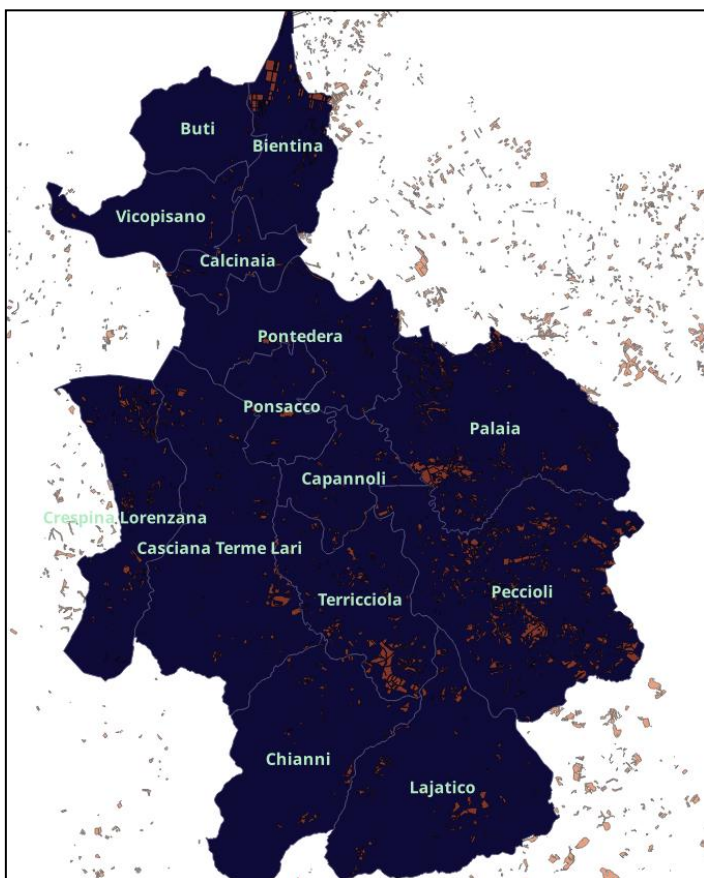 Buti
Bientina
Vicopisano
Calcinaia
Pontedera
Ponsacco
Palaia
Capannoli
Crespina Lorenzana
Casciana Terme Lari
Terricciola
Peccioli
Chianni
Lajatico